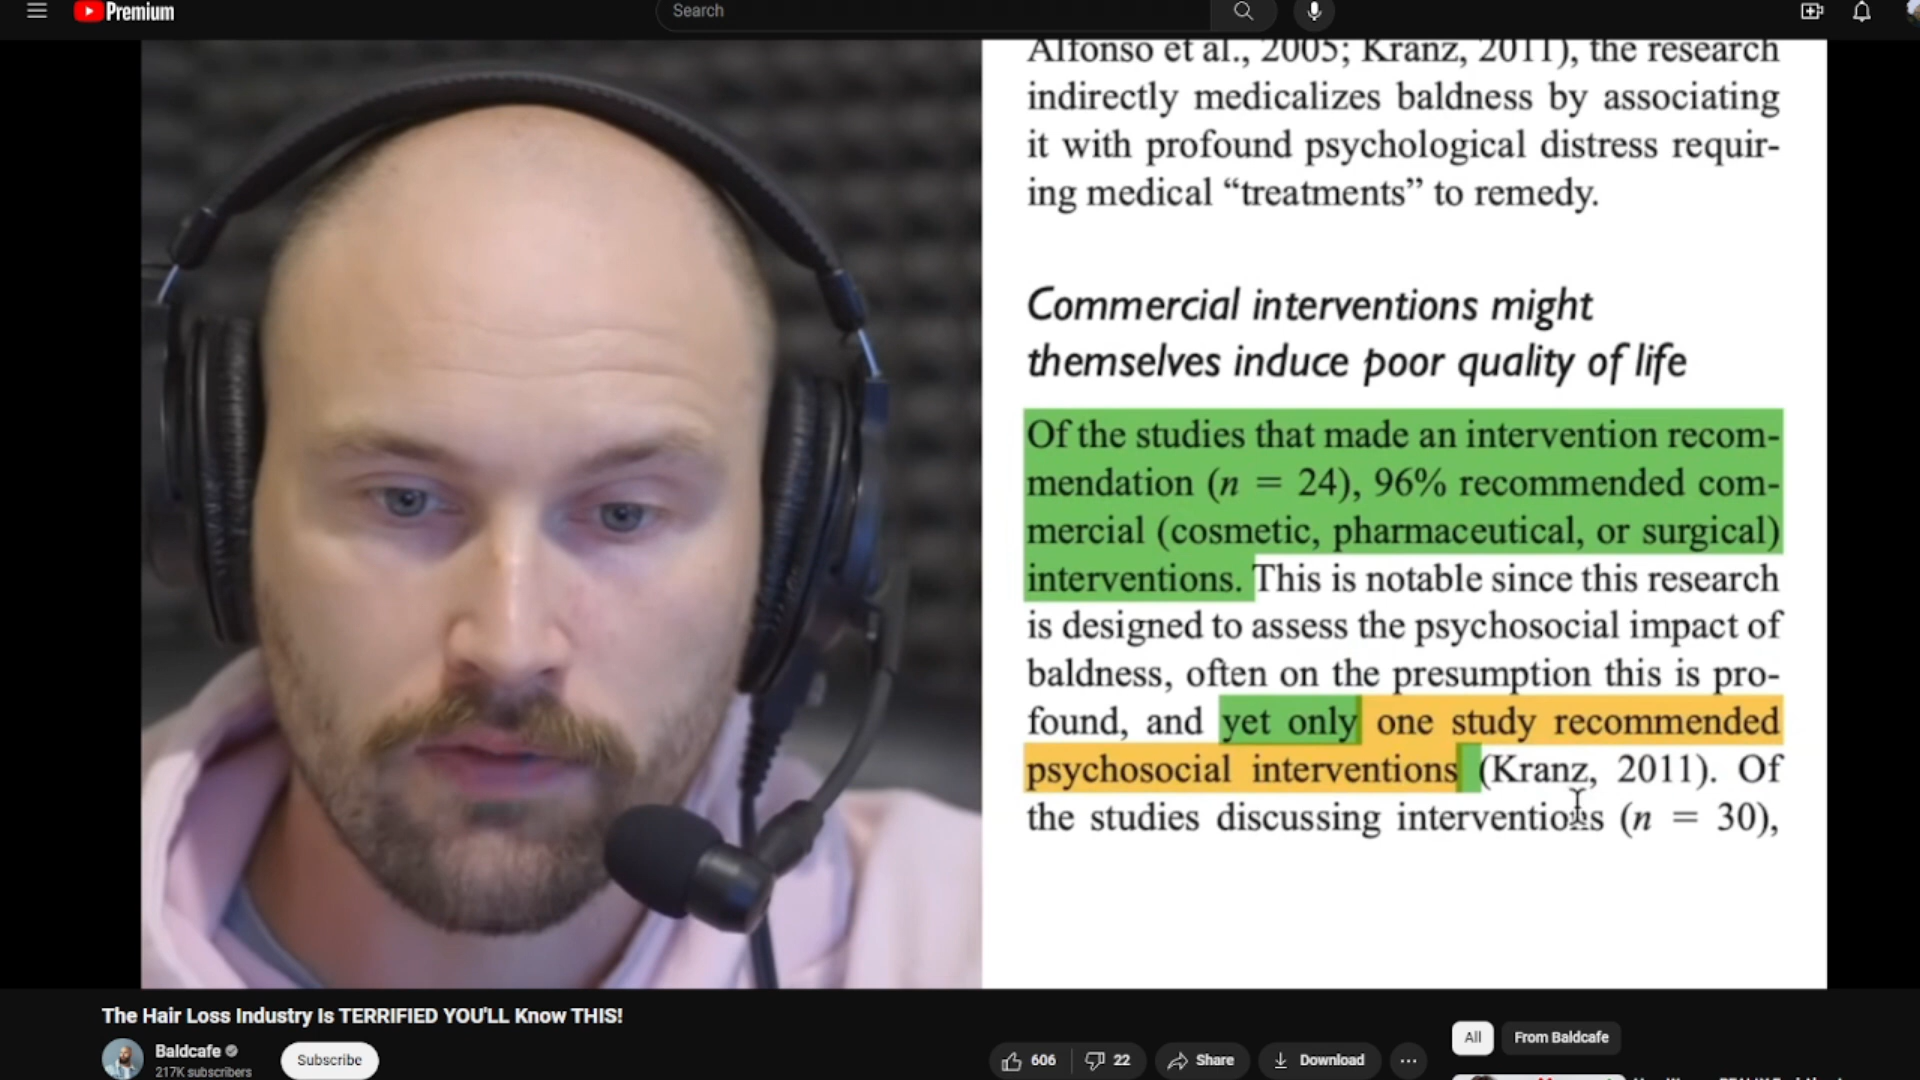 Premium
Search
Alfonso et al., 2005; Kranz, 2011), the research
indirectly medicalizes baldness by associating
it with profound psychological distress requir-
ing medical “treatments” to remedy.
Commercial interventions might
themselves induce poor quality of life
Of the studies that made an intervention recom-
mendation (n = 24), 96% recommended com-
mercial (cosmetic, pharmaceutical, or surgical)
interventions. This is notable since this research
is designed to assess the psychosocial impact of
baldness, often on the presumption this is pro-
found, and yet only one study recommended
psychosocial interventions (Kranz, 2011). Of
the studies discussing interventions (n = 30),
The Hair Loss Industry Is TERRIFIED YOU'LL Know THIS!
Baldcafe
217K subscribers
Subscribe
606
22
Share
Download
All
From Baldcafe